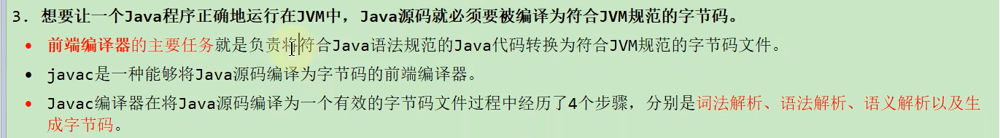 3. 想要让一个Java程序正确地运行在JVM中，Java源码就必须要被编译为符合JVM规范的字节码。
• 前端编译器的主要任务就是负责将符合Java语法规范的Java代码转换为符合JVM规范的字节码文件。
• javac是一种能够将Java源码编译为字节码的前端编译器。
• Javac编译器在将Java源码编译为一个有效的字节码文件过程中经历了4个步骤，分别是词法解析、语法解析、语义解析以及生
成字节码。